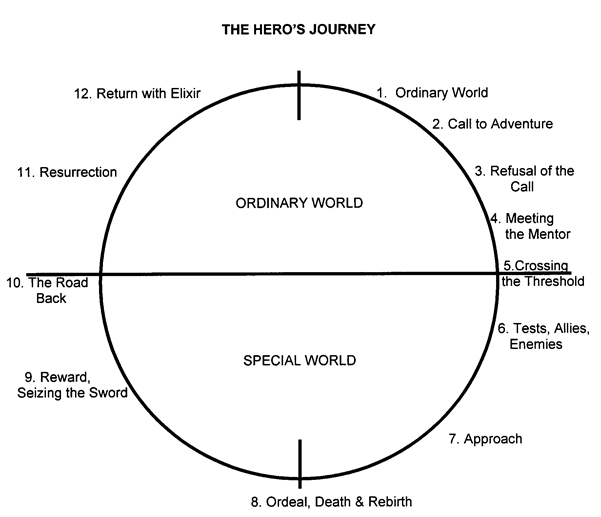 THE HERO'S JOURNEY
12. Return with Elixir
1. Ordinary World
2. Call to Adventure
11. Resurrection
3. Refusal of the
Call
ORDINARY WORLD
4. Meeting
the Mentor
5.Crossing
the Threshold
10. The Road
Back
6. Tests, Allies,
Enemies
SPECIAL WORLD
9. Reward,
Seizing the Sword
7. Approach
8. Ordeal, Death & Rebirth